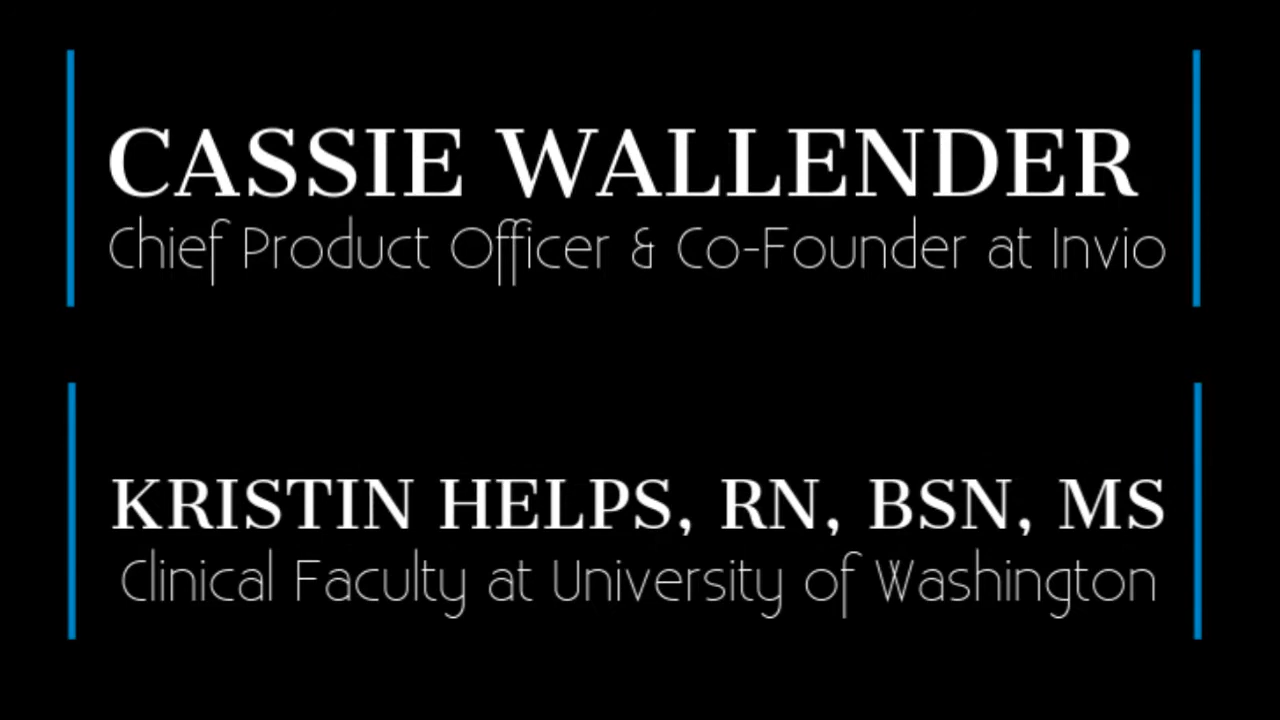 CASSIE WALLENDER
Chief Product Officer & Co-Founder at Invio
KRISTIN HELPS, RN, BSN, MS
Clinical Faculty at University of Washington